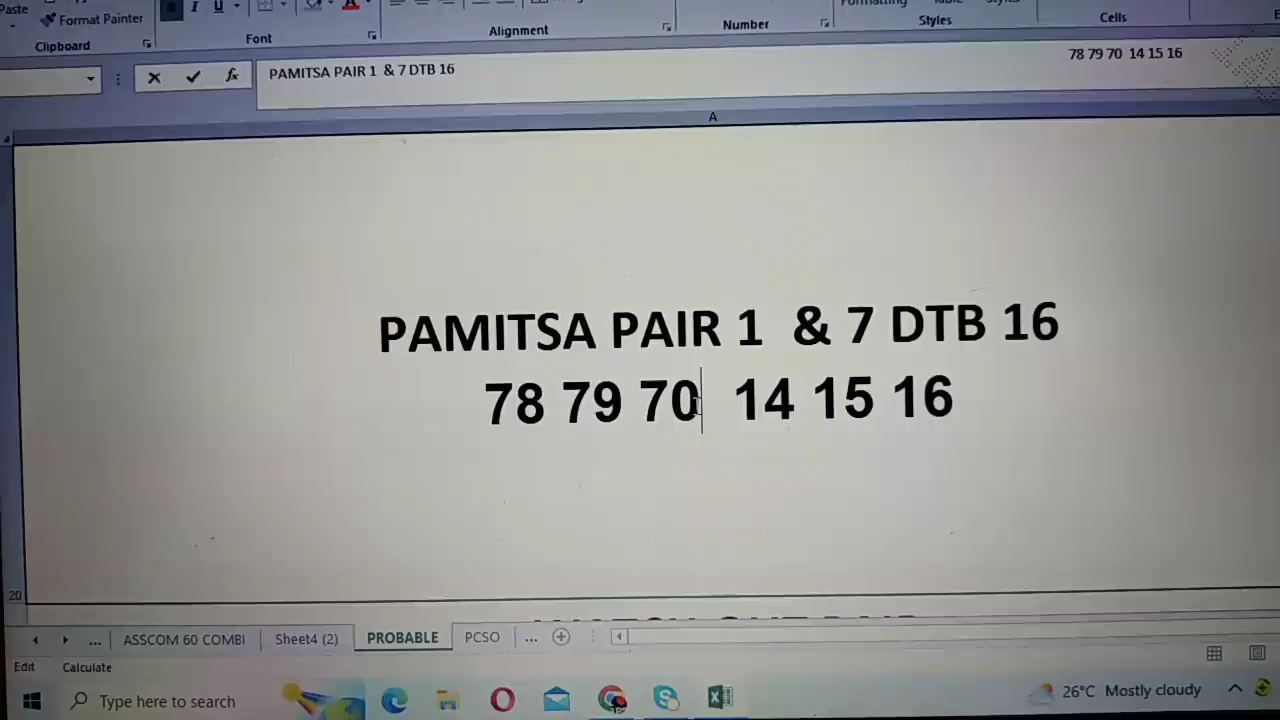 Paste
Format Painter
I U A
Clipboard
Font
Alignment
Number
Styles
Cells
fx
PAMITSA PAIR 1  & 7 DTB 16
78 79 70  14 15 16
A
PAMITSA PAIR 1  & 7 DTB 16
78 79 70  14 15 16
20
... ASSCOM 60 COMBI Sheet4 (2) PROBABLE PCSO ...
Edit Calculate
Type here to search
26°C Mostly cloudy